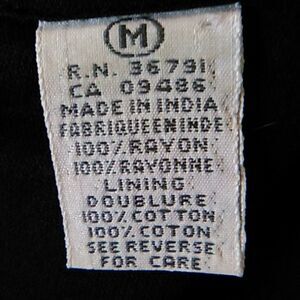 M
R.N. 36791
CA 09486
MADE IN INDIA
FABRIQUEENINDE
100% RAYON
100% RAYONNE
LINING
DOUBLURE
100% COTTON
100% COTON
SEE REVERSE
FOR CARE